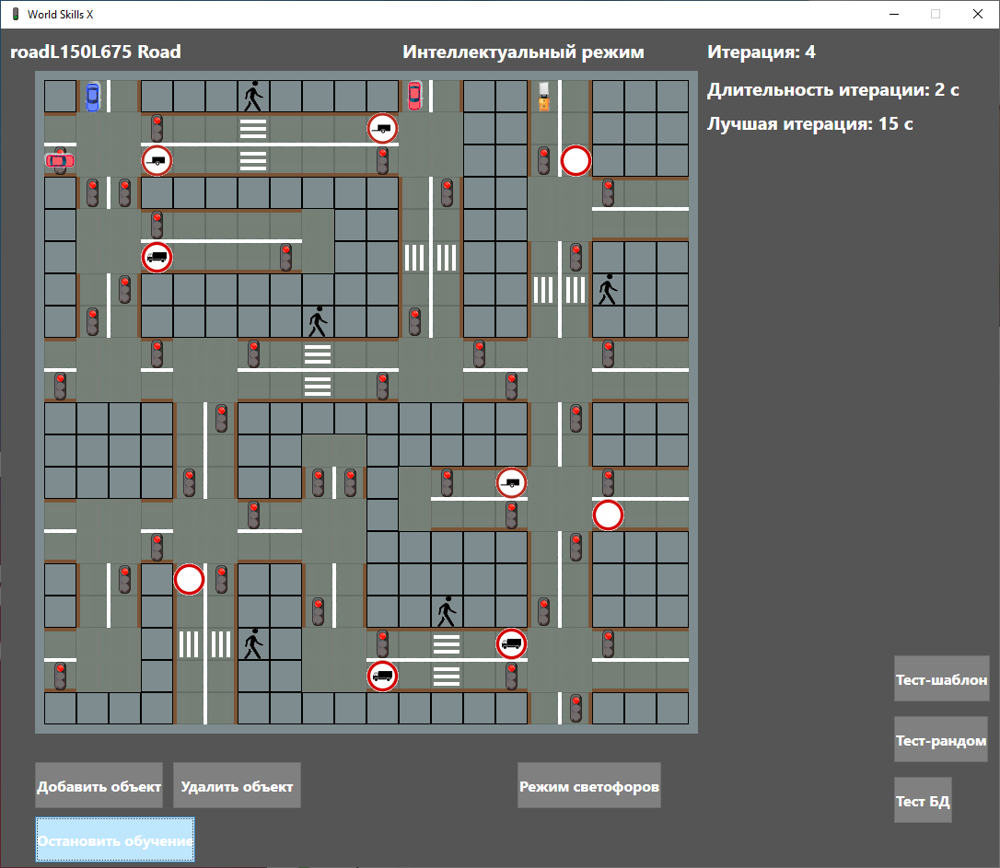 World Skills X
roadL150L675 Road
Интеллектуальный режим
Итерация: 4
Длительность итерации: 2 с
Лучшая итерация: 15 с
Тест-шаблон
Тест-рандом
Тест БД
Добавить объект
Удалить объект
Режим светофоров
Остановить обучение